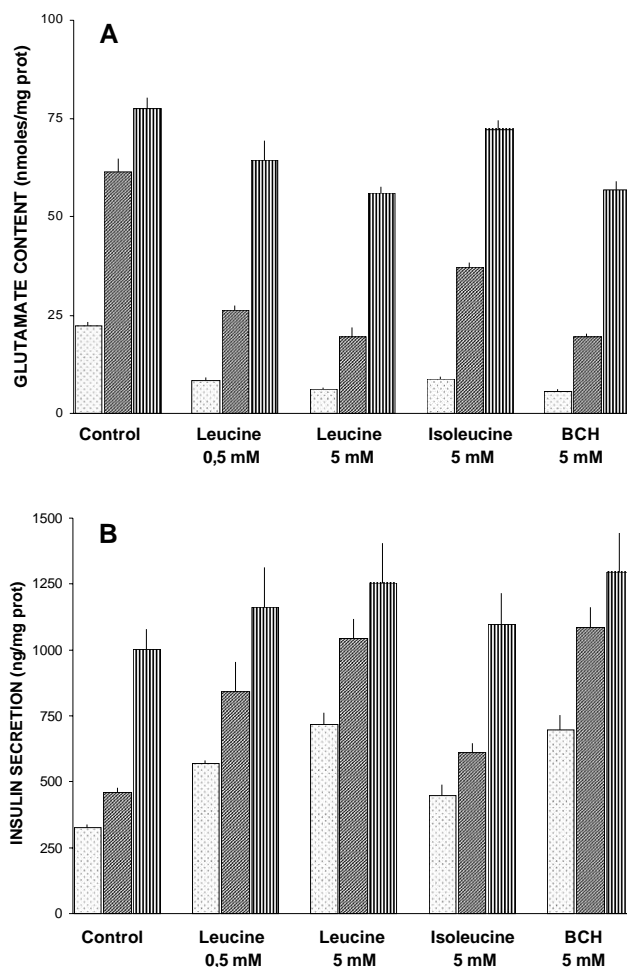 A
GLUTAMATE CONTENT (nmoles/mg prot)
100
75
50
25
0
Control Leucine Leucine Isoleucine BCH
0,5 mM 5 mM 5 mM 5 mM
B
INSULIN SECRETION (ng/mg prot)
1500
1250
1000
750
500
250
0
Control Leucine Leucine Isoleucine BCH
0,5 mM 5 mM 5 mM 5 mM